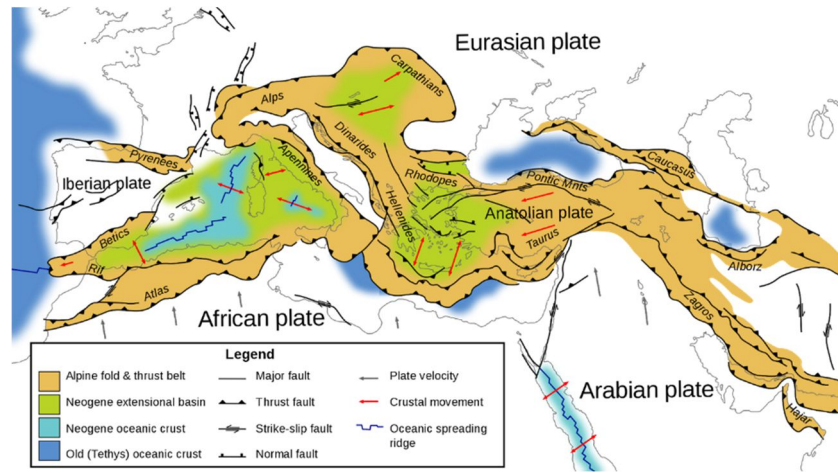 Eurasian plate
Carpathians
Alps
Dinarides
Caucasus
Pyrenees
Apennines
Rhodopes
Pontic Mnts
Iberian plate
Hellenides
Anatolian plate
Betics
Taurus
Rif
Alborz
Atlas
Zagros
African plate
Arabian plate
Hajar
Legend
Alpine fold & thrust belt
Major fault
Plate velocity
Neogene extensional basin
Thrust fault
Crustal movement
Neogene oceanic crust
Strike-slip fault
Oceanic spreading
ridge
Old (Tethys) oceanic crust
Normal fault